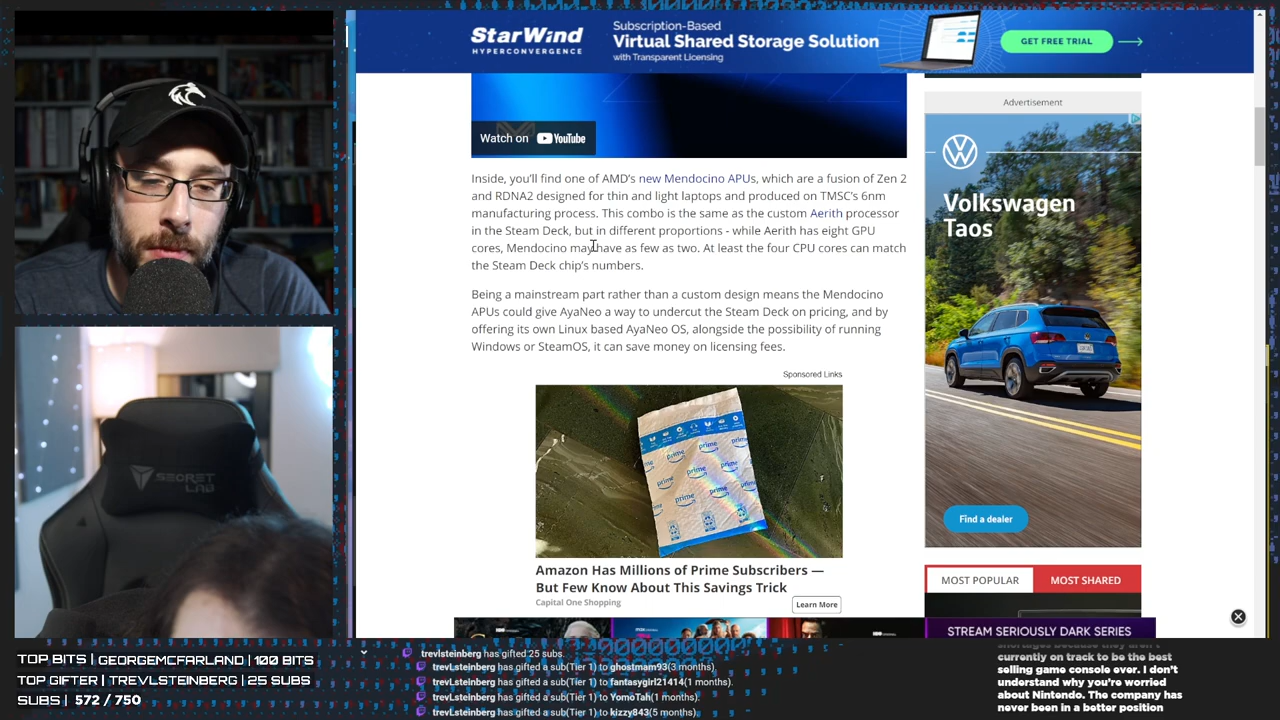 StarWind
HYPERCONVERGENCE
Subscription-Based
Virtual Shared Storage Solution
with Transparent Licensing
GET FREE TRIAL
Watch on YouTube
Advertisement
Inside, you'll find one of AMD's new Mendocino APUs, which are a fusion of Zen 2
and RDNA2 designed for thin and light laptops and produced on TMSC's 6nm
manufacturing process. This combo is the same as the custom Aerith processor
in the Steam Deck, but in different proportions - while Aerith has eight GPU
cores, Mendocino may have as few as two. At least the four CPU cores can match
the Steam Deck chip's numbers.
Being a mainstream part rather than a custom design means the Mendocino
APUs could give AyaNeo a way to undercut the Steam Deck on pricing, and by
offering its own Linux based AyaNeo OS, alongside the possibility of running
Windows or SteamOS, it can save money on licensing fees.
Volkswagen
Taos
Find a dealer
Sponsored Links
prime
Amazon Has Millions of Prime Subscribers —
But Few Know About This Savings Trick
Capital One Shopping
Learn More
MOST POPULAR
MOST SHARED
STREAM SERIOUSLY DARK SERIES
SECRET
LAB
TOP BITS | GEORGEMCFARLAND | 100 BITS
TOP GIFTER | TREVLSTEINBERG | 25 SUBS
SUBS | 572 / 750
trevlsteinberg has gifted 25 subs.
trevLsteinberg has gifted a sub(Tier 1) to ghostmam93(3 months).
trevLsteinberg has gifted a sub(Tier 1) to fantasygirl21414(1 months).
trevLsteinberg has gifted a sub(Tier 1) to YomoTah(1 months).
trevLsteinberg has gifted a sub(Tier 1) to kizzy843(5 months).
currently on track to be the best
selling game console ever. I don't
understand why you're worried
about Nintendo. The company has
never been in a better position